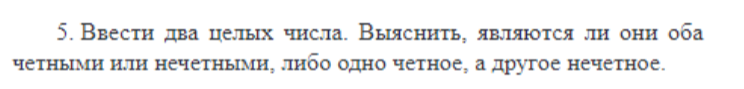 5. Ввести два целых числа. Выяснить, являются ли они оба
четными или нечетными, либо одно четное, а другое нечетное.